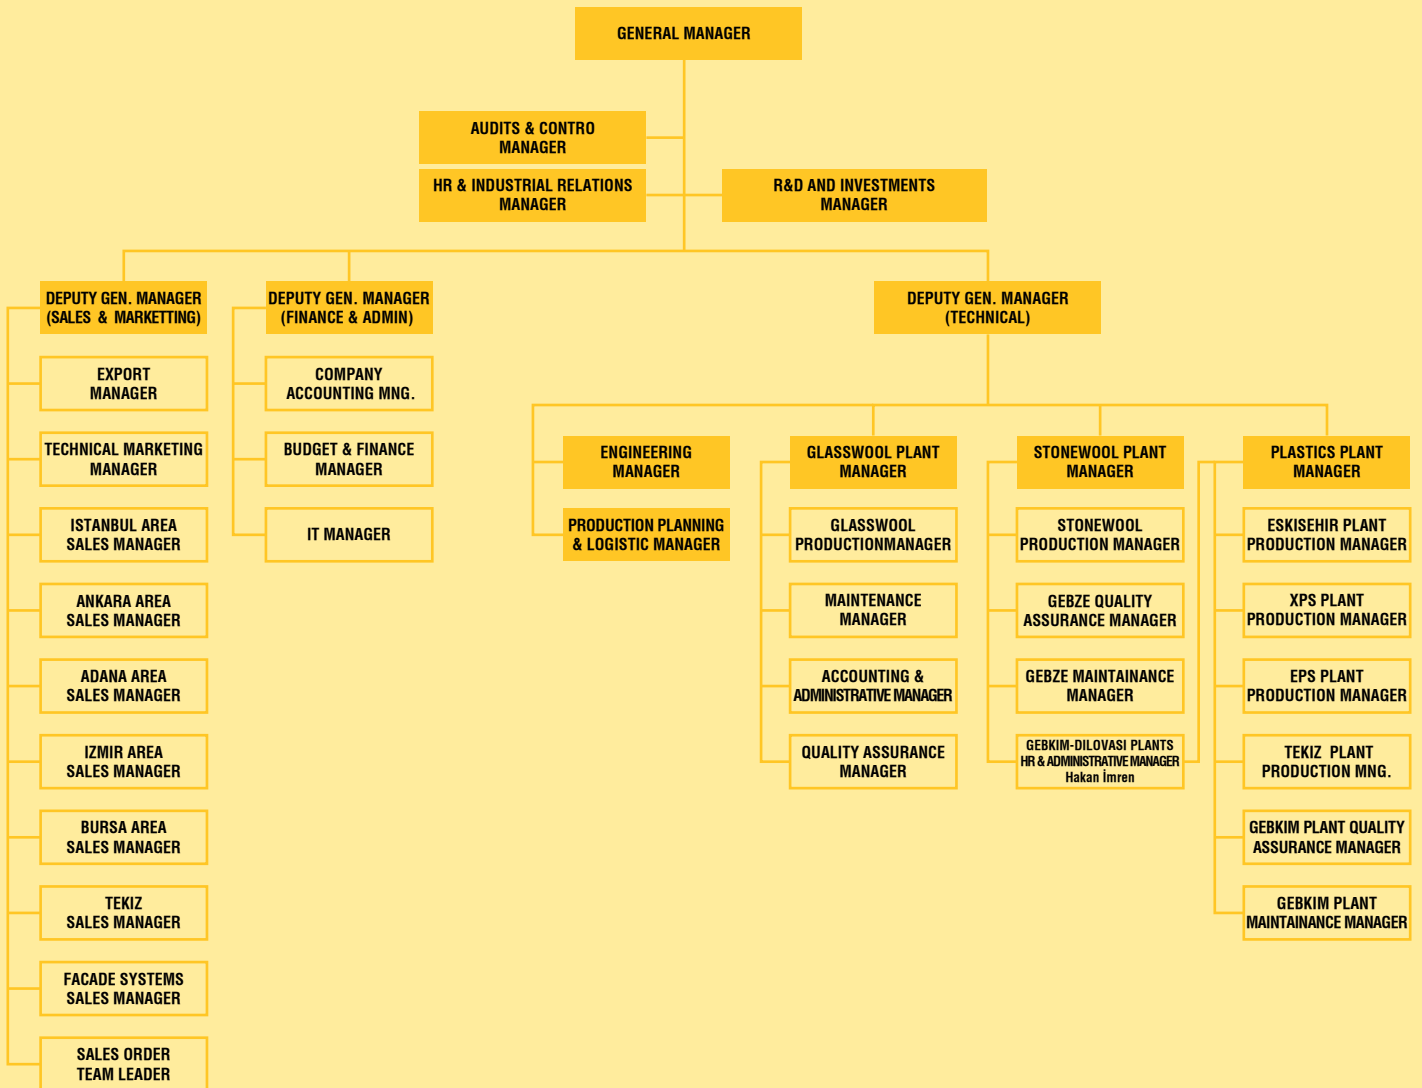 GENERAL MANAGER
AUDITS & CONTRO
MANAGER
HR & INDUSTRIAL RELATIONS
MANAGER
R&D AND INVESTMENTS
MANAGER
DEPUTY GEN. MANAGER
(SALES & MARKETTING)
EXPORT
MANAGER
TECHNICAL MARKETING
MANAGER
ISTANBUL AREA
SALES MANAGER
ANKARA AREA
SALES MANAGER
ADANA AREA
SALES MANAGER
IZMIR AREA
SALES MANAGER
BURSA AREA
SALES MANAGER
TEKIZ
SALES MANAGER
FACADE SYSTEMS
SALES MANAGER
SALES ORDER
TEAM LEADER
DEPUTY GEN. MANAGER
(FINANCE & ADMIN)
COMPANY
ACCOUNTING MNG.
BUDGET & FINANCE
MANAGER
IT MANAGER
DEPUTY GEN. MANAGER
(TECHNICAL)
ENGINEERING
MANAGER
PRODUCTION PLANNING
& LOGISTIC MANAGER
GLASSWOOL PLANT
MANAGER
GLASSWOOL
PRODUCTIONMANAGER
MAINTENANCE
MANAGER
ACCOUNTING &
ADMINISTRATIVE MANAGER
QUALITY ASSURANCE
MANAGER
STONEWOOL PLANT
MANAGER
STONEWOOL
PRODUCTION MANAGER
GEBZE QUALITY
ASSURANCE MANAGER
GEBZE MAINTAINANCE
MANAGER
GEBKIM-DILOVASI PLANTS
HR & ADMINISTRATIVE MANAGER
Hakan İmren
PLASTICS PLANT
MANAGER
ESKISEHIR PLANT
PRODUCTION MANAGER
XPS PLANT
PRODUCTION MANAGER
EPS PLANT
PRODUCTION MANAGER
TEKIZ PLANT
PRODUCTION MNG.
GEBKIM PLANT QUALITY
ASSURANCE MANAGER
GEBKIM PLANT
MAINTAINANCE MANAGER